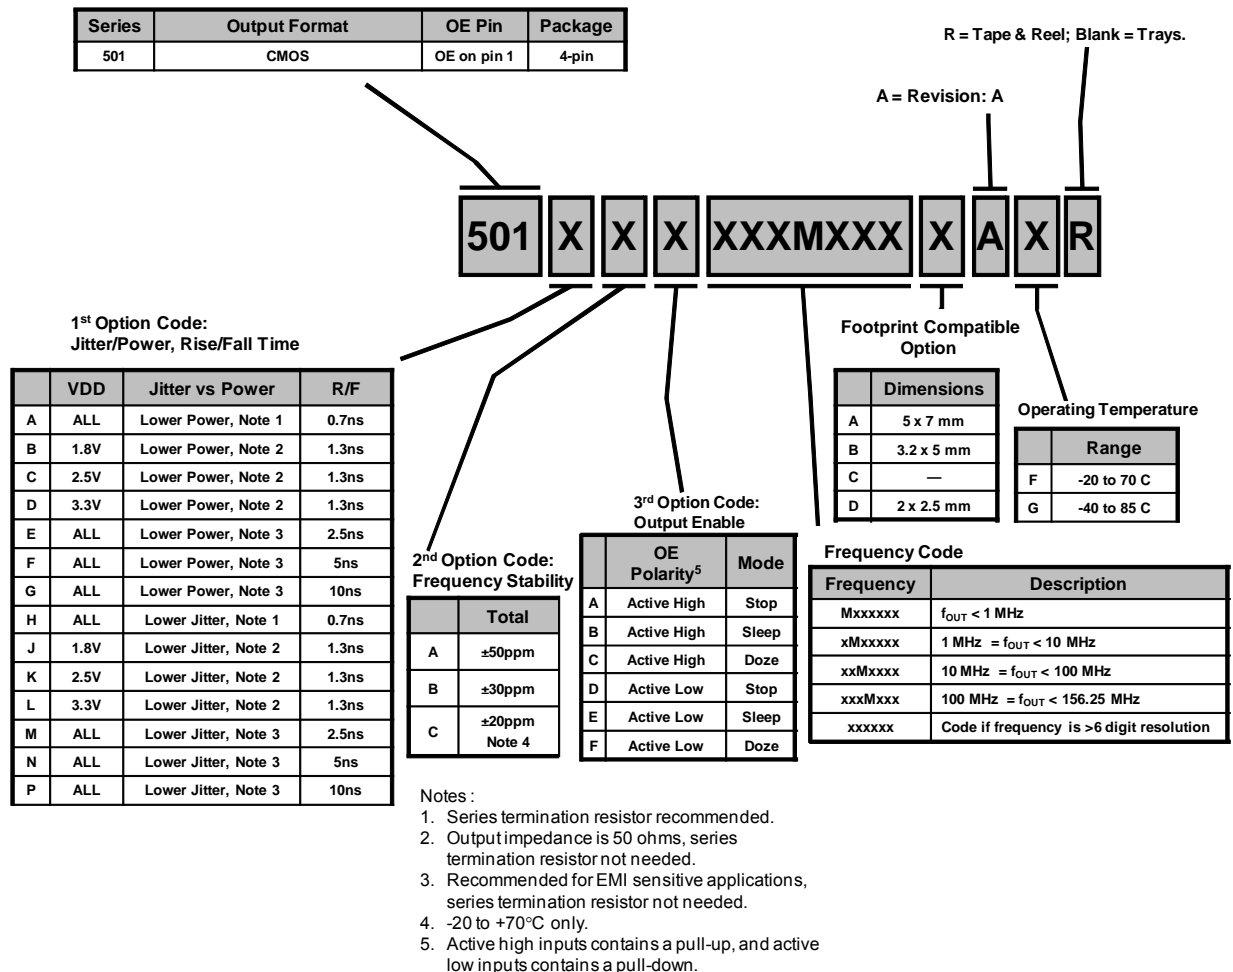 Series Output Format OE Pin Package
501 CMOS OE on pin 1 4-pin
R = Tape & Reel; Blank = Trays.
A = Revision: A
501 X X X XXXMXXX X A X R
1st Option Code:
Jitter/Power, Rise/Fall Time
VDD Jitter vs Power R/F
A ALL Lower Power, Note 1 0.7ns
B 1.8V Lower Power, Note 2 1.3ns
C 2.5V Lower Power, Note 2 1.3ns
D 3.3V Lower Power, Note 2 1.3ns
E ALL Lower Power, Note 3 2.5ns
F ALL Lower Power, Note 3 5ns
G ALL Lower Power, Note 3 10ns
H ALL Lower Jitter, Note 1 0.7ns
J 1.8V Lower Jitter, Note 2 1.3ns
K 2.5V Lower Jitter, Note 2 1.3ns
L 3.3V Lower Jitter, Note 2 1.3ns
M ALL Lower Jitter, Note 3 2.5ns
N ALL Lower Jitter, Note 3 5ns
P ALL Lower Jitter, Note 3 10ns
2nd Option Code:
Frequency Stability
Total
A ±50ppm
B ±30ppm
C ±20ppm
Note 4
3rd Option Code:
Output Enable
OE
Polarity5 Mode
A Active High Stop
B Active High Sleep
C Active High Doze
D Active Low Stop
E Active Low Sleep
F Active Low Doze
Footprint Compatible
Option
Dimensions
A 5 x 7 mm
B 3.2 x 5 mm
C —
D 2 x 2.5 mm
Operating Temperature
Range
F -20 to 70 C
G -40 to 85 C
Frequency Code
Frequency Description
Mxxxxxx fOUT < 1 MHz
xMxxxxx 1 MHz = fOUT < 10 MHz
xxMxxxx 10 MHz = fOUT < 100 MHz
xxxMxxx 100 MHz = fOUT < 156.25 MHz
xxxxxx Code if frequency is >6 digit resolution
Notes :
1. Series termination resistor recommended.
2. Output impedance is 50 ohms, series
termination resistor not needed.
3. Recommended for EMI sensitive applications,
series termination resistor not needed.
4. -20 to +70°C only.
5. Active high inputs contains a pull-up, and active
low inputs contains a pull-down.